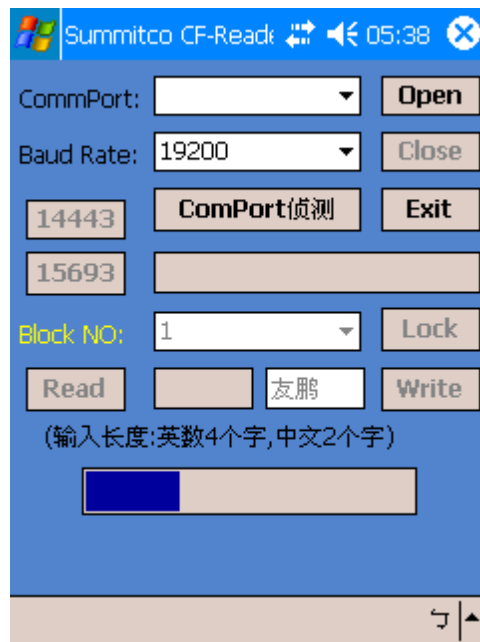 Summitco CF-Reade 05:38
CommPort: Open
Baud Rate: 19200 Close
14443 ComPort侦测 Exit
15693
Block NO: 1 Lock
Read 友鹏 Write
(输入长度:英数4个字,中文2个字)
ㄅ